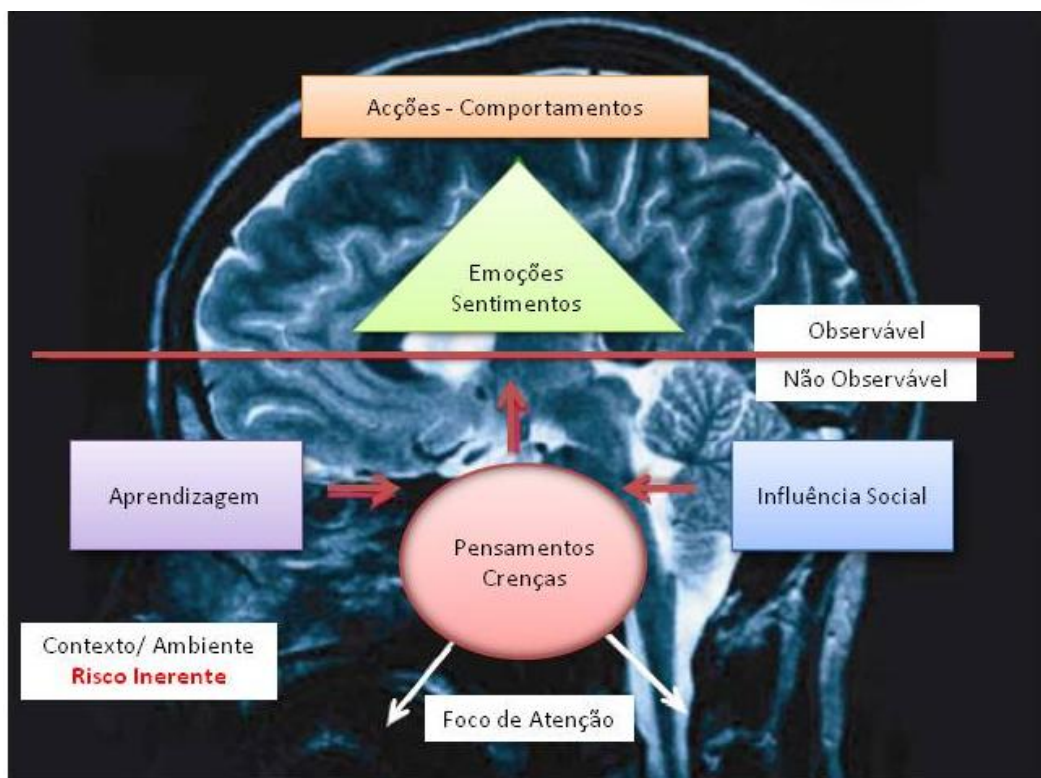 Acções - Comportamentos
Emoções
Sentimentos
Observável
Não Observável
Aprendizagem
Influência Social
Pensamentos
Crenças
Contexto/ Ambiente
Risco Inerente
Foco de Atenção